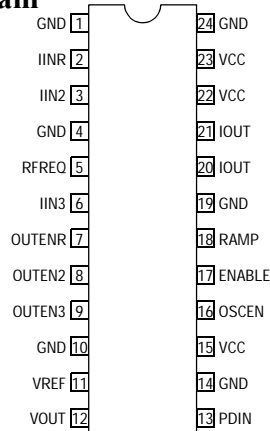 GND 1 24 GND
IINR 2 23 VCC
IIN2 3 22 VCC
GND 4 21 IOUT
RFREQ 5 20 IOUT
IIN3 6 19 GND
OUTENR 7 18 RAMP
OUTEN2 8 17 ENABLE
OUTEN3 9 16 OSCEN
GND 10 15 VCC
VREF 11 14 GND
VOUT 12 13 PDIN